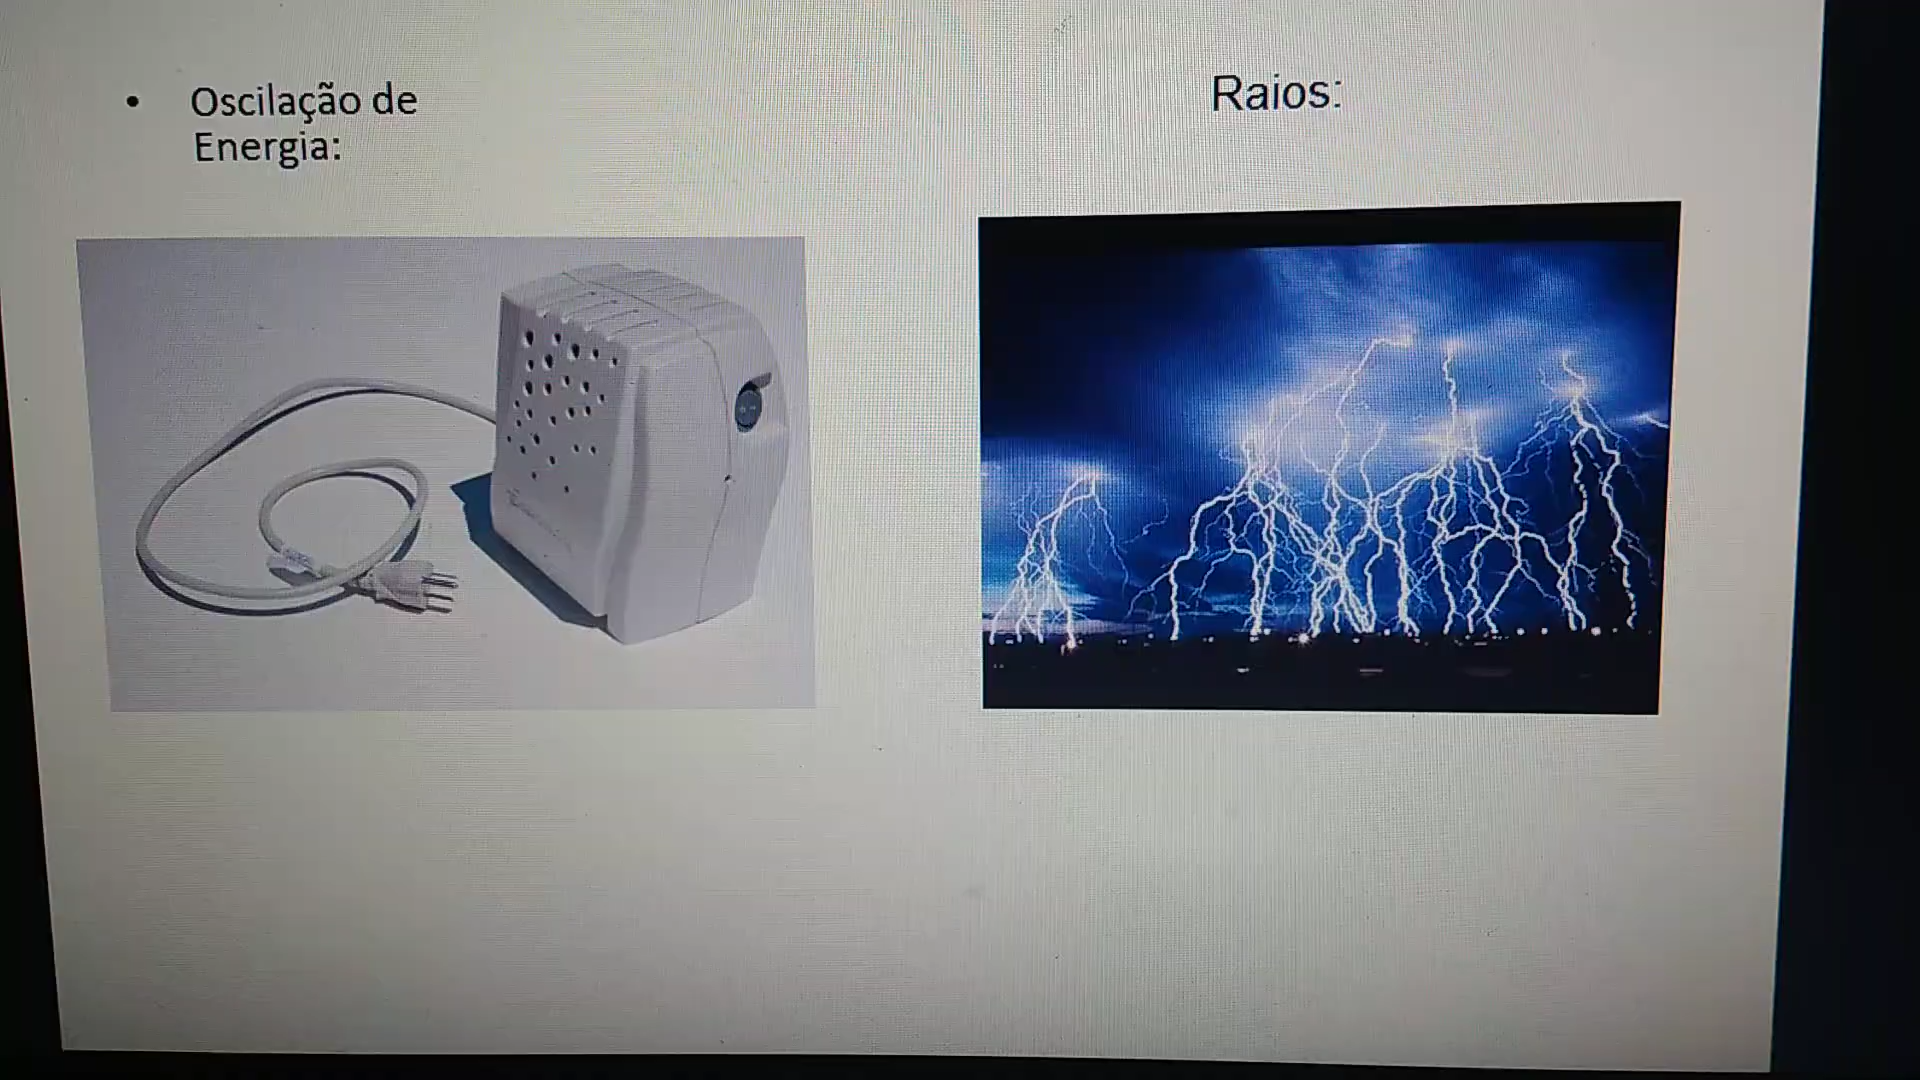 • Oscilação de
Energia:
Raios: